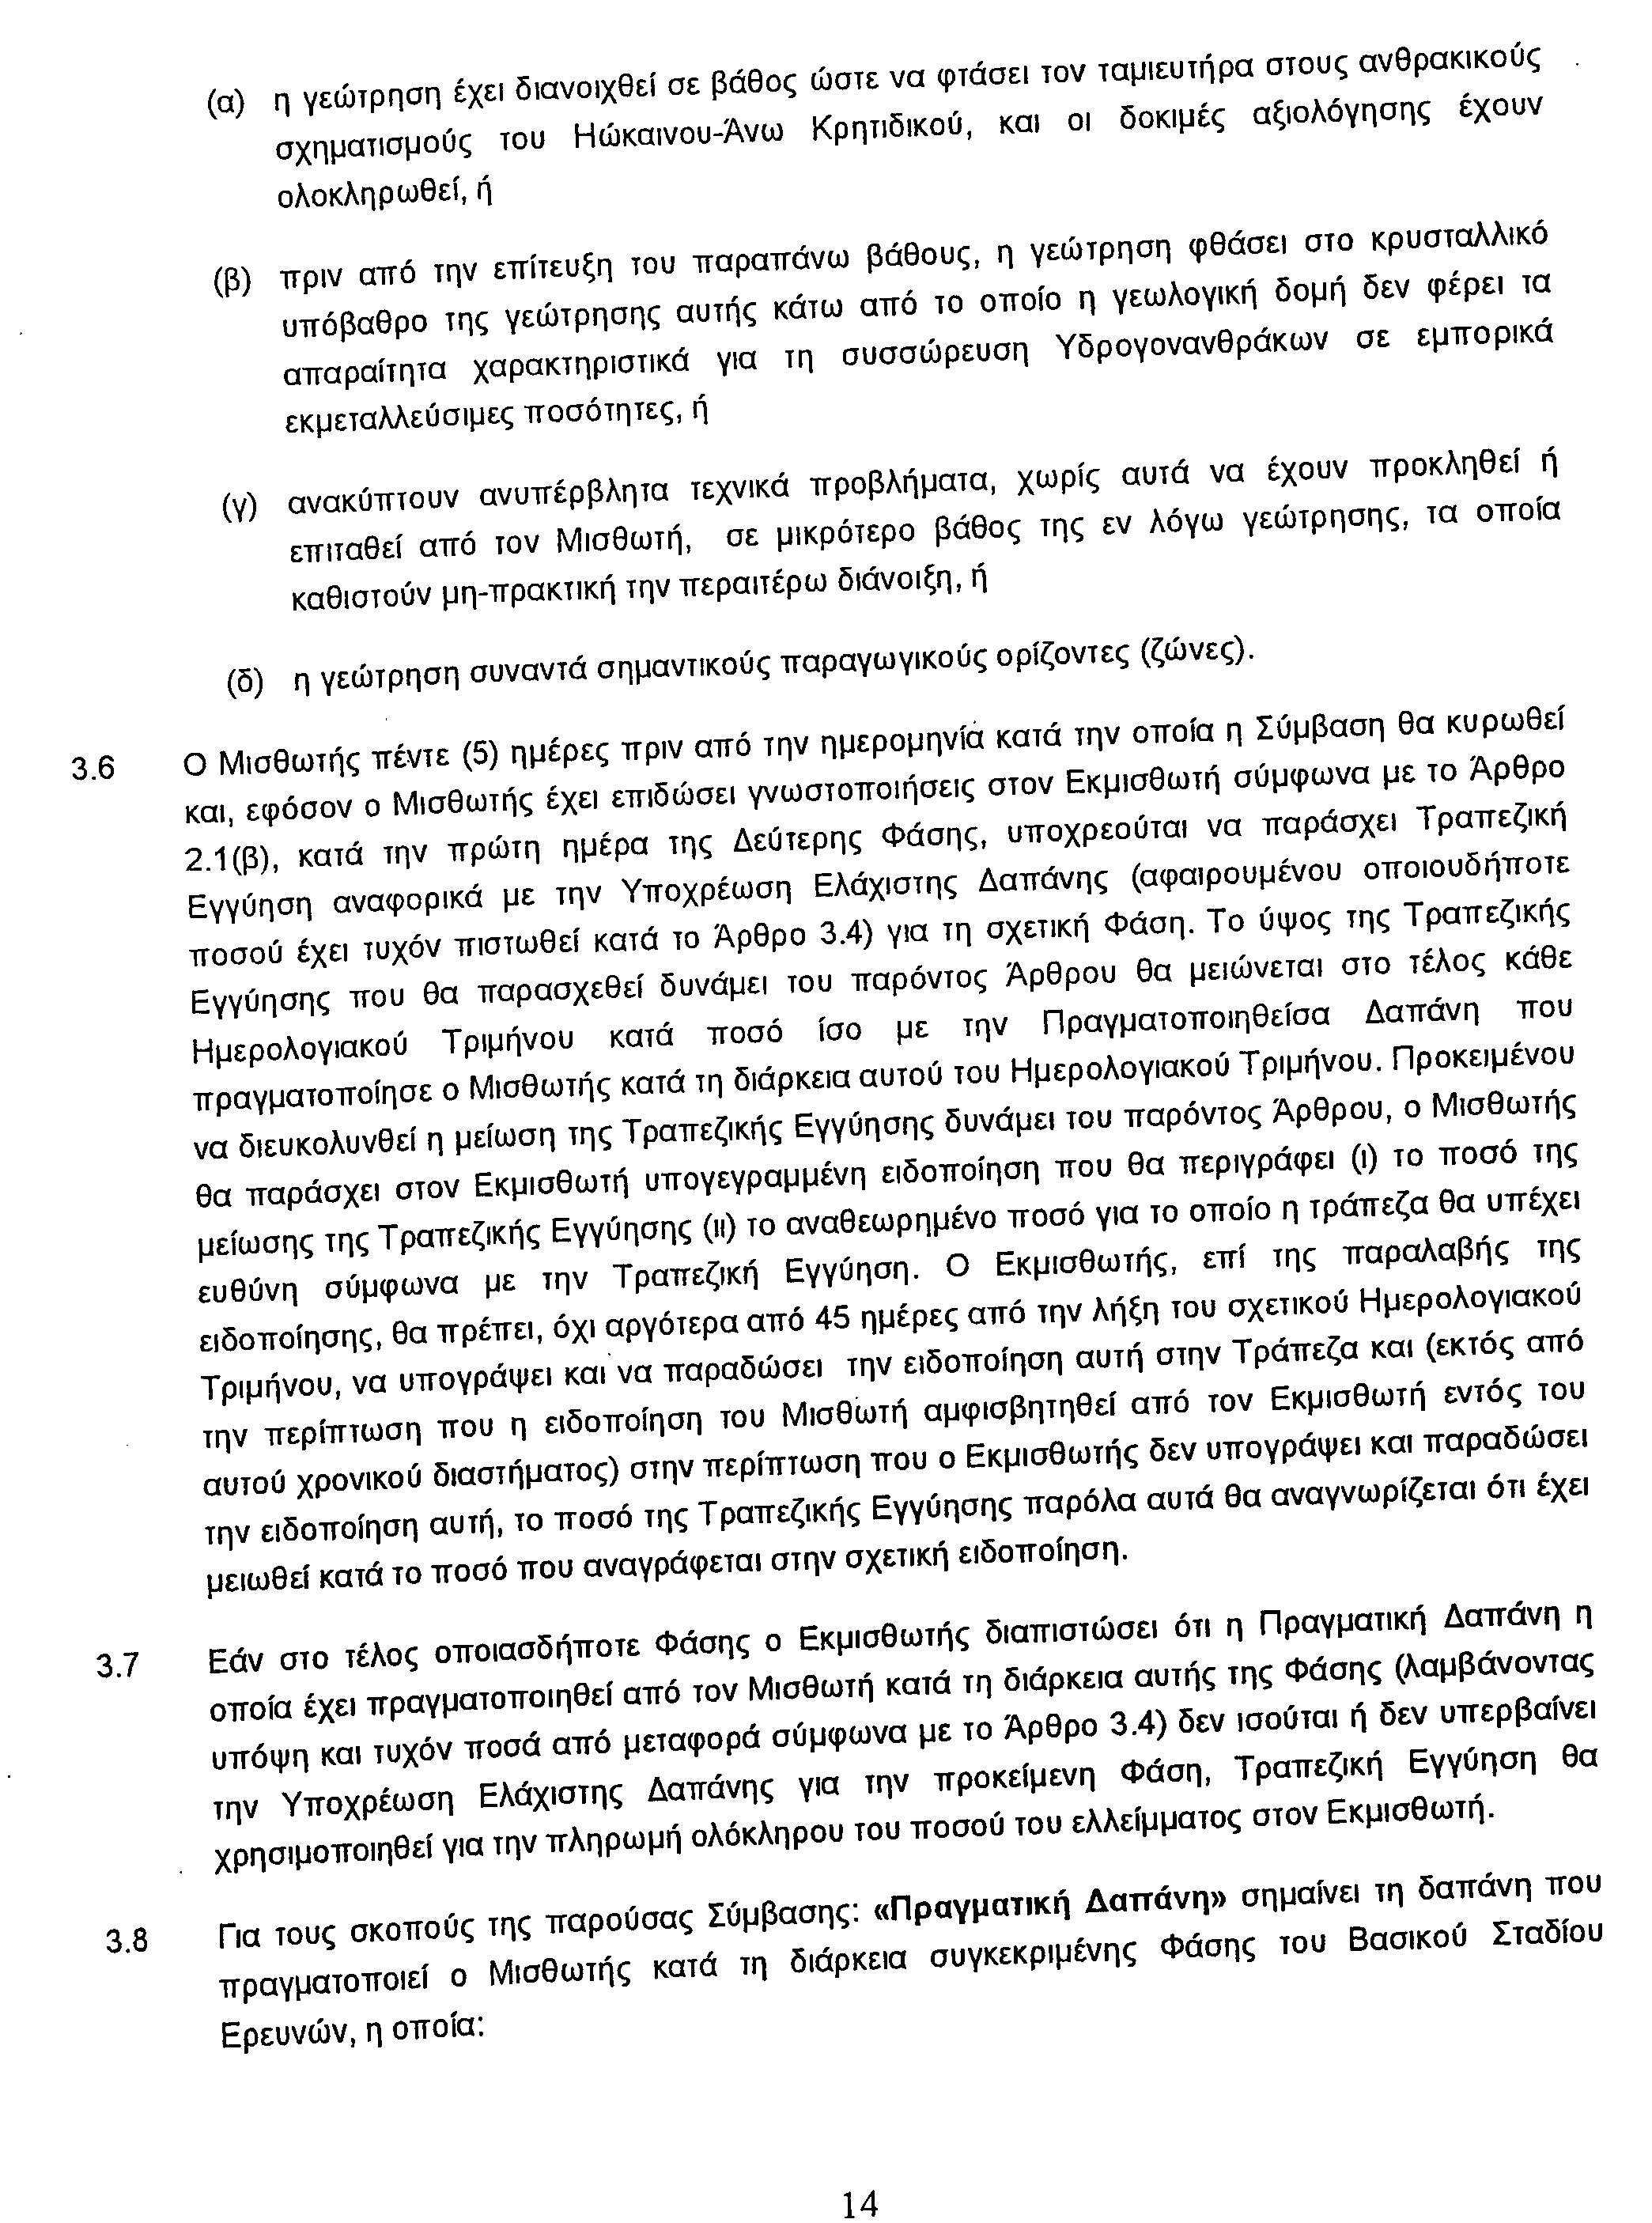 (α) η γεώτρηση έχει διανοιχθεί σε βάθος ώστε να φτάσει τον ταμιευτήρα στους ανθρακικούς
σχηματισμούς του Ηώκαινου-Άνω Κρητιδικού, και οι δοκιμές αξιολόγησης έχουν
ολοκληρωθεί, ή
(β) πριν από την επίτευξη του παραπάνω βάθους, η γεώτρηση φθάσει στο κρυσταλλικό
υπόβαθρο της γεώτρησης αυτής κάτω από το οποίο η γεωλογική δομή δεν φέρει τα
απαραίτητα χαρακτηριστικά για τη συσσώρευση Υδρογονανθράκων σε εμπορικά
εκμεταλλεύσιμες ποσότητες, ή
(γ) ανακύπτουν ανυπέρβλητα τεχνικά προβλήματα, χωρίς αυτά να έχουν προκληθεί ή
επιταθεί από τον Μισθωτή, σε μικρότερο βάθος της εν λόγω γεώτρησης, τα οποία
καθιστούν μη-πρακτική την περαιτέρω διάνοιξη, ή
(δ) η γεώτρηση συναντά σημαντικούς παραγωγικούς ορίζοντες (ζώνες).
3.6 Ο Μισθωτής πέντε (5) ημέρες πριν από την ημερομηνία κατά την οποία η Σύμβαση θα κυρωθεί
και, εφόσον ο Μισθωτής έχει επιδώσει γνωστοποιήσεις στον Εκμισθωτή σύμφωνα με το Άρθρο
2.1(β), κατά την πρώτη ημέρα της Δεύτερης Φάσης, υποχρεούται να παράσχει Τραπεζική
Εγγύηση αναφορικά με την Υποχρέωση Ελάχιστης Δαπάνης (αφαιρουμένου οποιουδήποτε
ποσού έχει τυχόν πιστωθεί κατά το Άρθρο 3.4) για τη σχετική Φάση. Το ύψος της Τραπεζικής
Εγγύησης που θα παρασχεθεί δυνάμει του παρόντος Άρθρου θα μειώνεται στο τέλος κάθε
Ημερολογιακού Τριμήνου κατά ποσό ίσο με την Πραγματοποιηθείσα Δαπάνη που
πραγματοποίησε ο Μισθωτής κατά τη διάρκεια αυτού του Ημερολογιακού Τριμήνου. Προκειμένου
να διευκολυνθεί η μείωση της Τραπεζικής Εγγύησης δυνάμει του παρόντος Άρθρου, ο Μισθωτής
θα παράσχει στον Εκμισθωτή υπογεγραμμένη ειδοποίηση που θα περιγράφει (ι) το ποσό της
μείωσης της Τραπεζικής Εγγύησης (ιι) το αναθεωρημένο ποσό για το οποίο η τράπεζα θα υπέχει
ευθύνη σύμφωνα με την Τραπεζική Εγγύηση. Ο Εκμισθωτής, επί της παραλαβής της
ειδοποίησης, θα πρέπει, όχι αργότερα από 45 ημέρες από την λήξη του σχετικού Ημερολογιακού
Τριμήνου, να υπογράψει και να παραδώσει την ειδοποίηση αυτή στην Τράπεζα και (εκτός από
την περίπτωση που η ειδοποίηση του Μισθωτή αμφισβητηθεί από τον Εκμισθωτή εντός του
αυτού χρονικού διαστήματος) στην περίπτωση που ο Εκμισθωτής δεν υπογράψει και παραδώσει
την ειδοποίηση αυτή, το ποσό της Τραπεζικής Εγγύησης παρόλα αυτά θα αναγνωρίζεται ότι έχει
μειωθεί κατά το ποσό που αναγράφεται στην σχετική ειδοποίηση.
3.7 Εάν στο τέλος οποιασδήποτε Φάσης ο Εκμισθωτής διαπιστώσει ότι η Πραγματική Δαπάνη η
οποία έχει πραγματοποιηθεί από τον Μισθωτή κατά τη διάρκεια αυτής της Φάσης (λαμβάνοντας
υπόψη και τυχόν ποσά από μεταφορά σύμφωνα με το Άρθρο 3.4) δεν ισούται ή δεν υπερβαίνει
την Υποχρέωση Ελάχιστης Δαπάνης για την προκείμενη Φάση, Τραπεζική Εγγύηση θα
χρησιμοποιηθεί για την πληρωμή ολόκληρου του ποσού του ελλείμματος στον Εκμισθωτή.
3.8 Για τους σκοπούς της παρούσας Σύμβασης: «Πραγματική Δαπάνη» σημαίνει τη δαπάνη που
πραγματοποιεί ο Μισθωτής κατά τη διάρκεια συγκεκριμένης Φάσης του Βασικού Σταδίου
Ερευνών, η οποία:
14